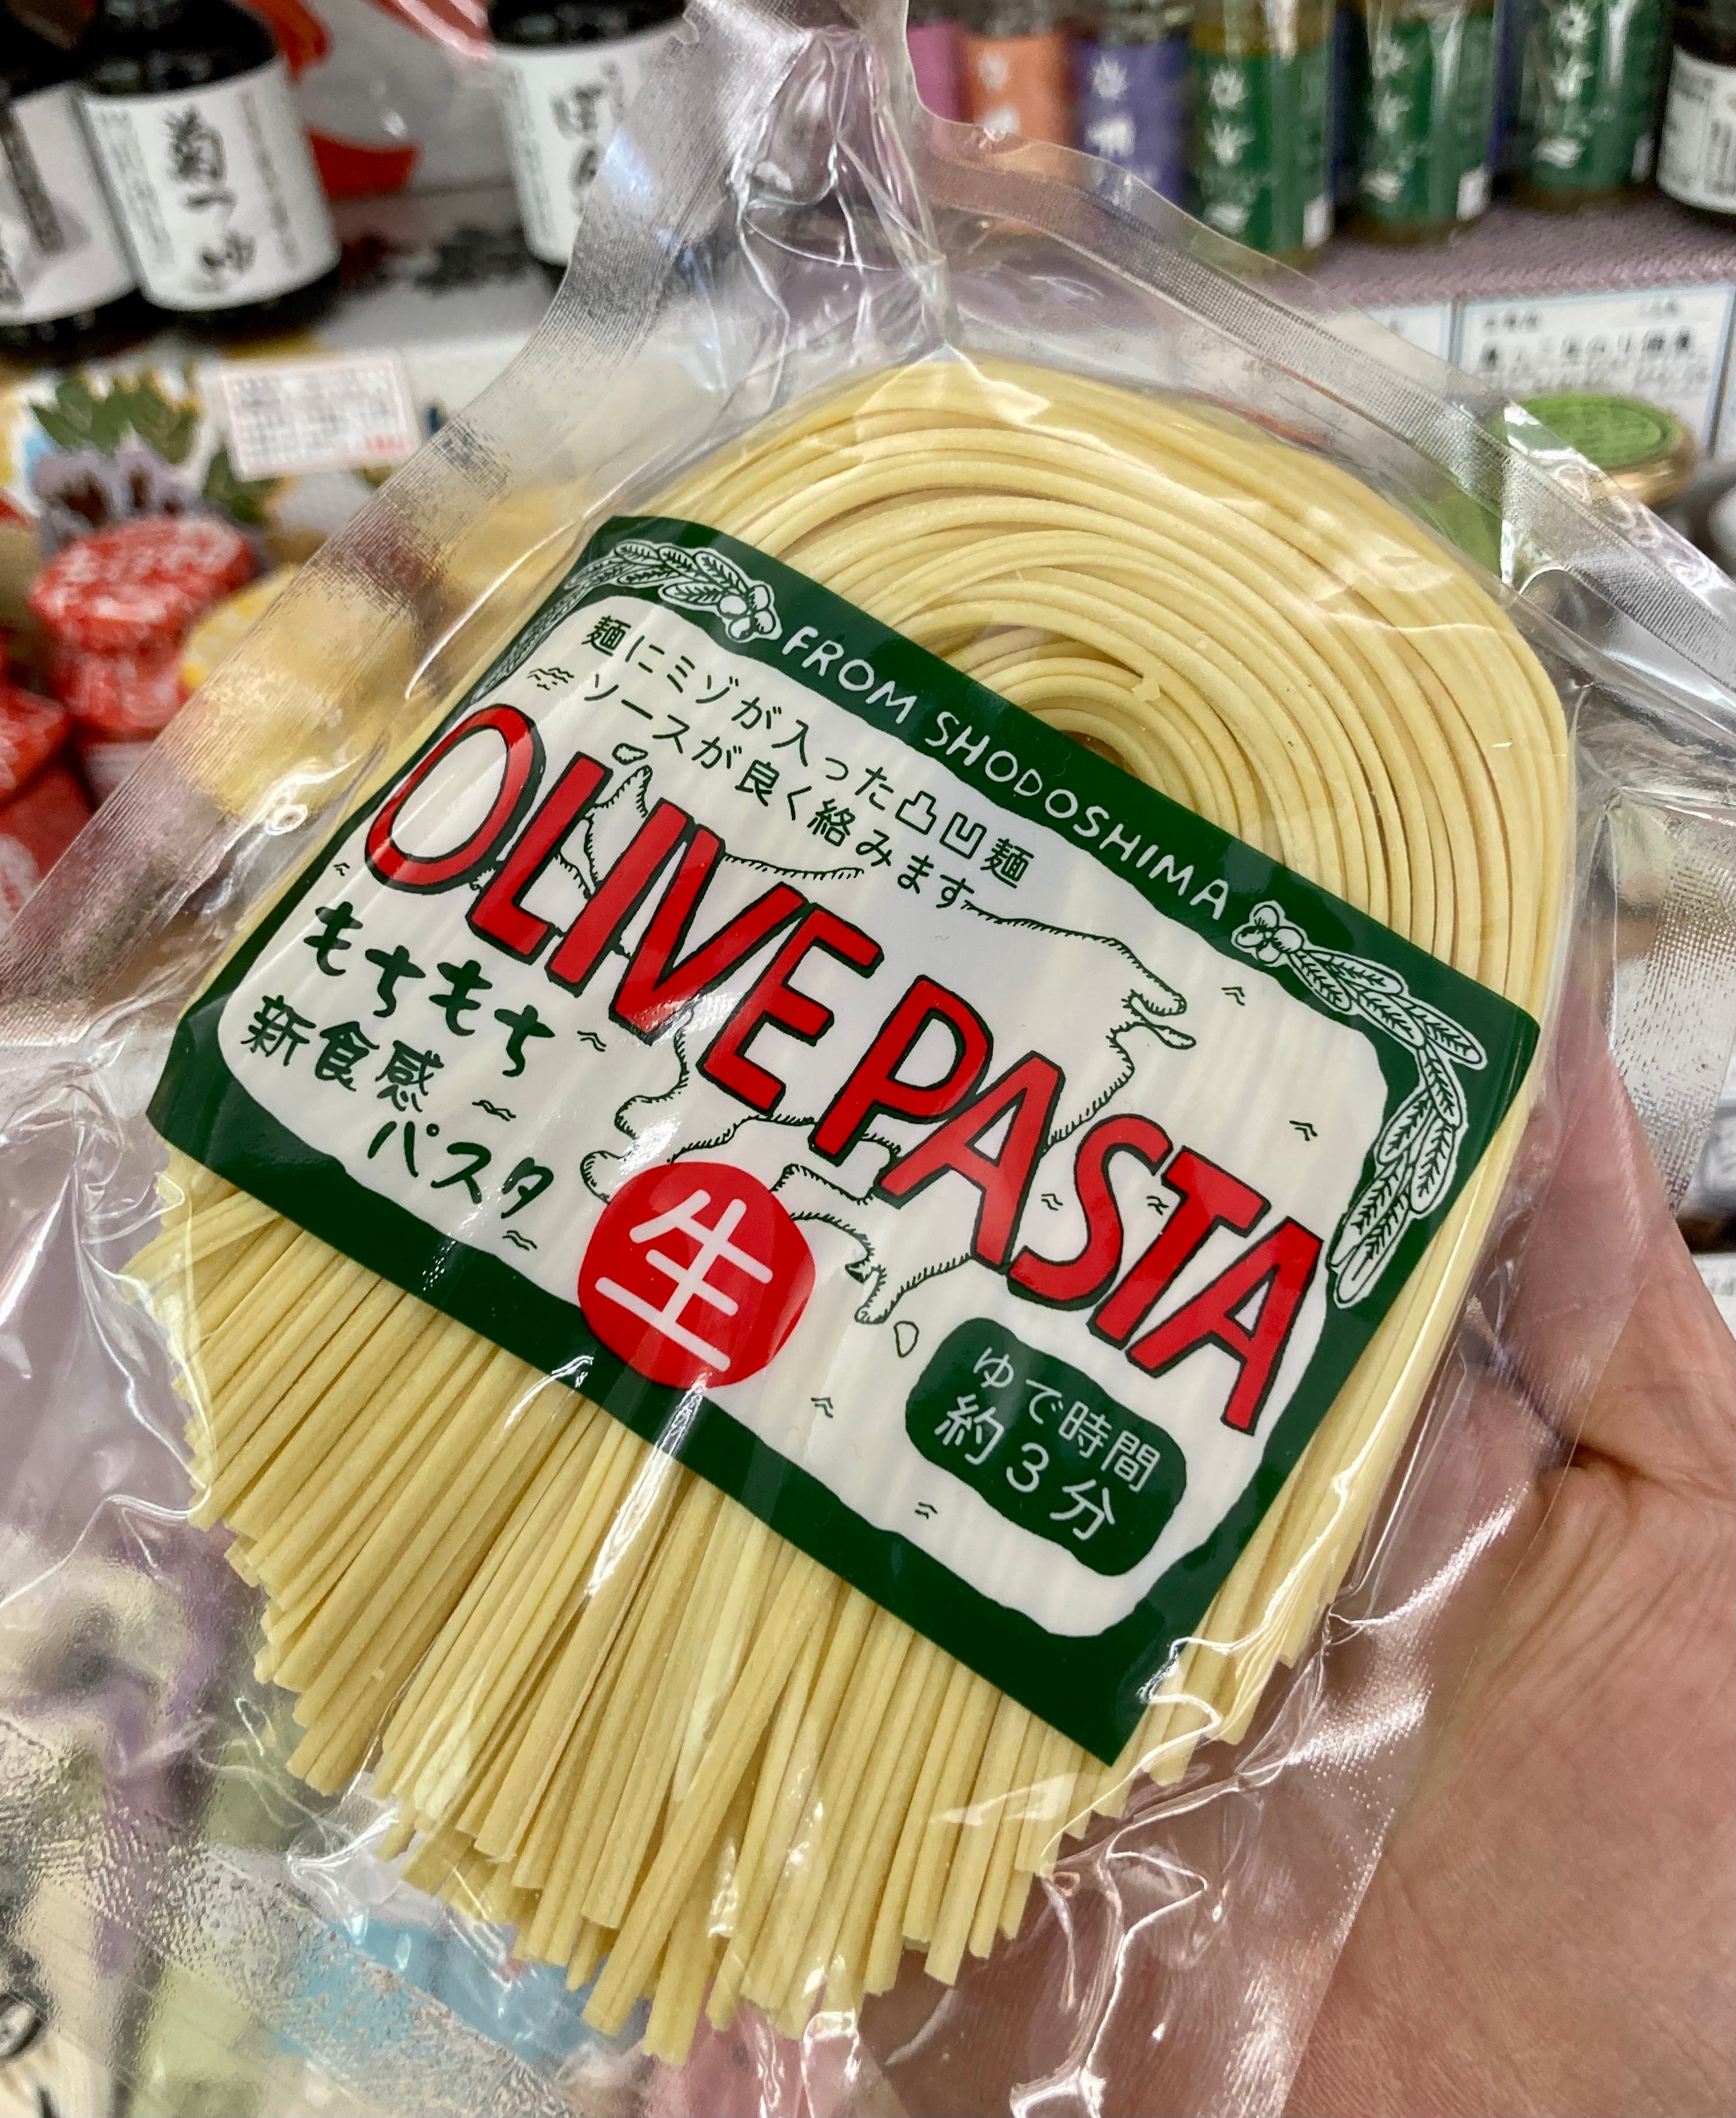 FROM SHODOSHIMA
麺にミゾが入った凸凹麺
ソースが良く絡みます
OLIVE PASTA
もちもち
新食感
パスタ
生
ゆで時間
約3分